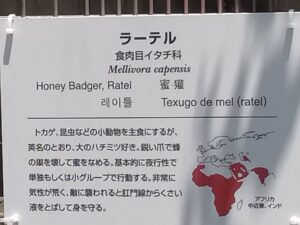 ラーテル
食肉目イタチ科
Mellivora capensis
Honey Badger, Ratel 蜜 獾
레이틀 Texugo de mel (ratel)
トカゲ、昆虫などの小動物を主食にするが、
英名のとおり、大のハチミツ好き。鋭い爪で蜂
の巣を壊して蜜をなめる。基本的に夜行性で
単独もしくは小グループで行動する。非常に
気性が荒く、敵に襲われると肛門線からくさい
液をとばして身を守る。
アフリカ
中近東、インド